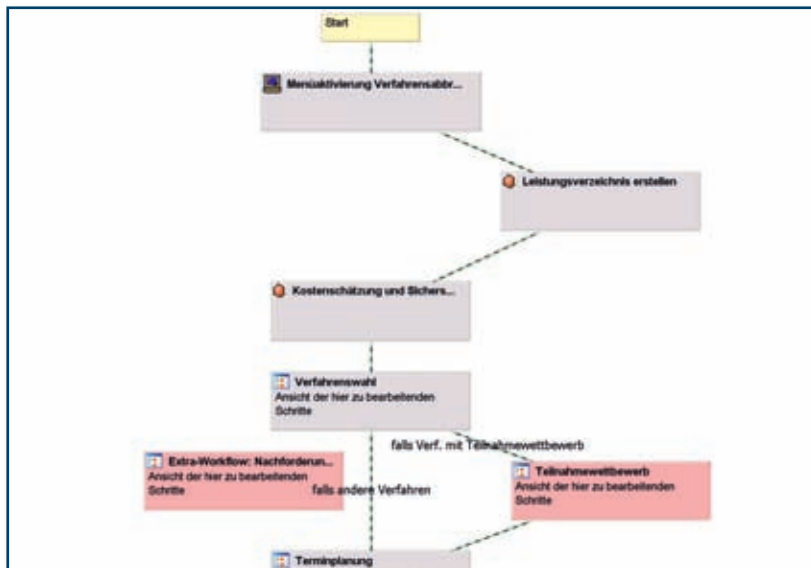 Start
Menüaktivierung Verfahrensabbr...
Leistungsverzeichnis erstellen
Kostenschätzung und Sichers...
Verfahrenswahl
Ansicht der hier zu bearbeitenden
Schritte
falls Verf. mit Teilnahmewettbewerb
Extra-Workflow: Nachforderun...
Ansicht der hier zu bearbeitenden
Schritte
falls andere Verfahren
Teilnahmewettbewerb
Ansicht der hier zu bearbeitenden
Schritte
Terminplanung